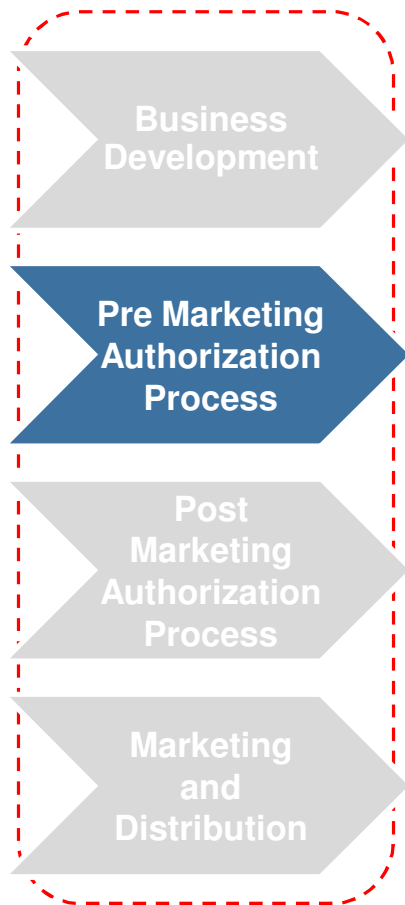 Business
Development
Pre Marketing
Authorization
Process
Post
Marketing
Authorization
Process
Marketing
and
Distribution